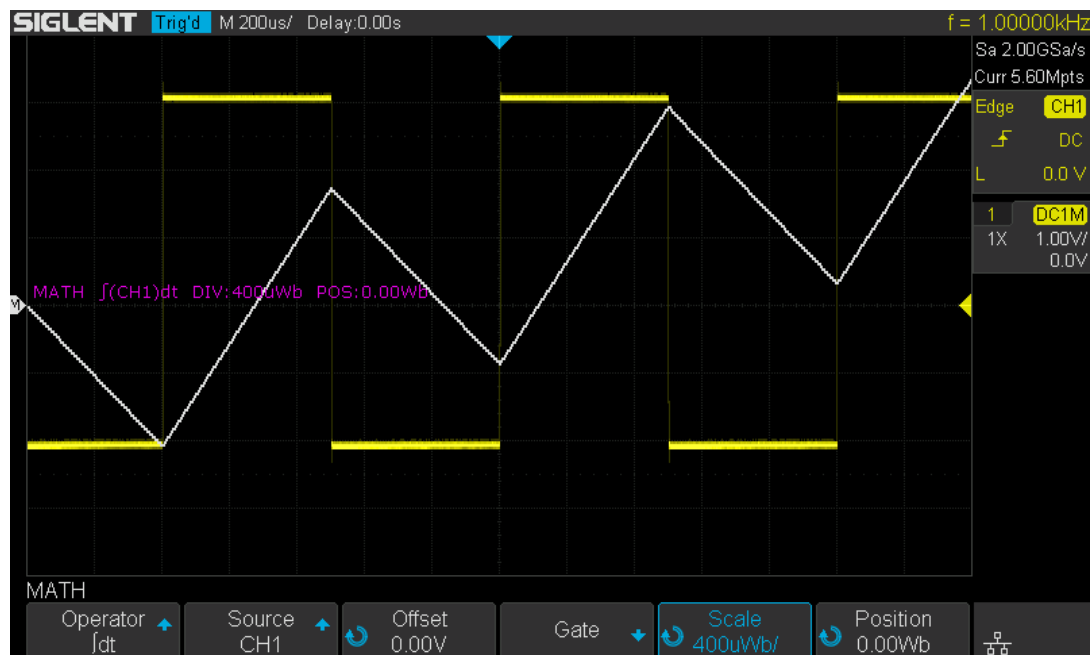 SIGLENT Trig'd M 200us/ Delay:0.00s f = 1.00000kHz
Sa 2.00GSa/s
Curr 5.60Mpts
Edge CH1
DC
L 0.0 V
1 DC1M
1X 1.00V/
0.0V
MATH ∫(CH1)dt DIV:400uWb POS:0.00Wb
M
MATH
Operator Source Offset Gate Scale Position
∫dt CH1 0.00V 400uWb/ 0.00Wb